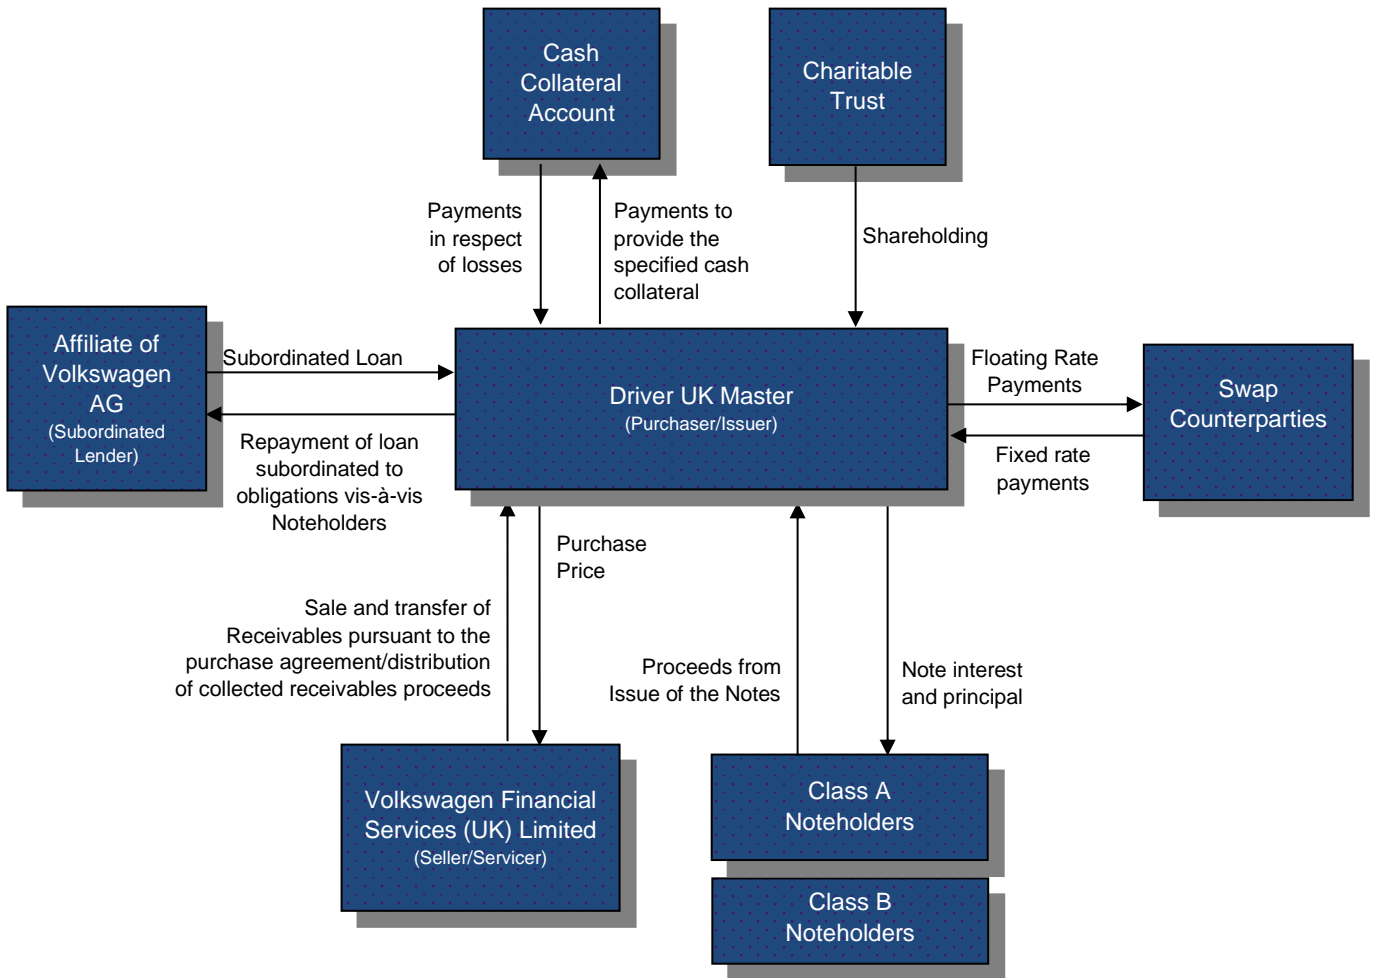 Cash
Collateral
Account
Charitable
Trust
Payments
in respect
of losses
Payments to
provide the
specified cash
collateral
Shareholding
Affiliate of
Volkswagen
AG
(Subordinated
Lender)
Subordinated Loan
Repayment of loan
subordinated to
obligations vis-à-vis
Noteholders
Driver UK Master
(Purchaser/Issuer)
Floating Rate
Payments
Fixed rate
payments
Swap
Counterparties
Purchase
Price
Sale and transfer of
Receivables pursuant to the
purchase agreement/distribution
of collected receivables proceeds
Proceeds from
Issue of the Notes
Note interest
and principal
Volkswagen Financial
Services (UK) Limited
(Seller/Servicer)
Class A
Noteholders
Class B
Noteholders